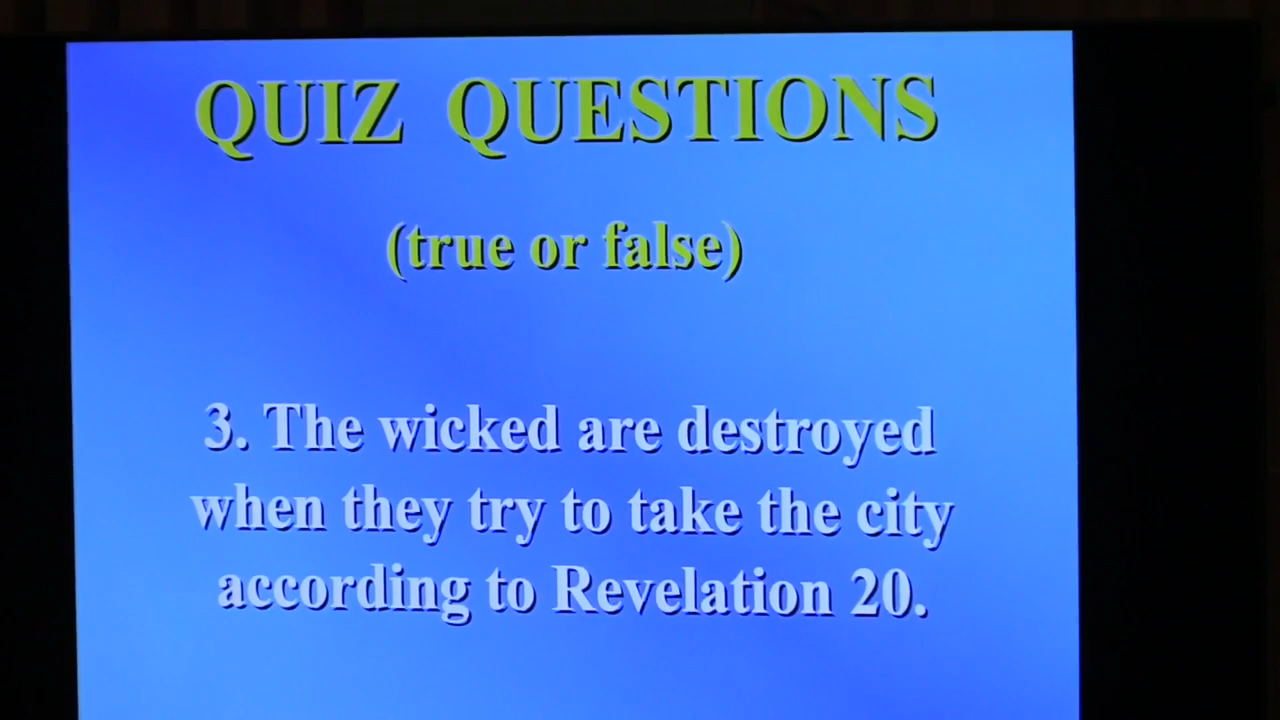 QUIZ QUESTIONS
(true or false)
3. The wicked are destroyed
when they try to take the city
according to Revelation 20.